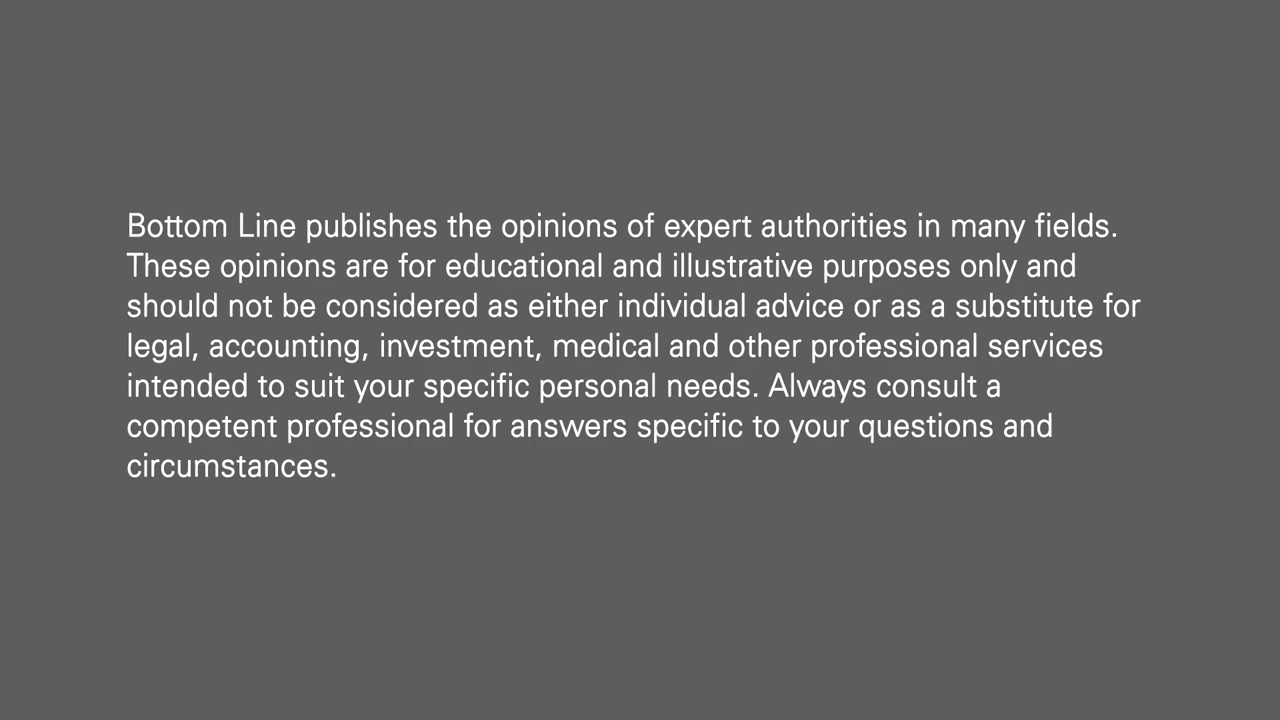 Bottom Line publishes the opinions of expert authorities in many fields.
These opinions are for educational and illustrative purposes only and
should not be considered as either individual advice or as a substitute for
legal, accounting, investment, medical and other professional services
intended to suit your specific personal needs. Always consult a
competent professional for answers specific to your questions and
circumstances.